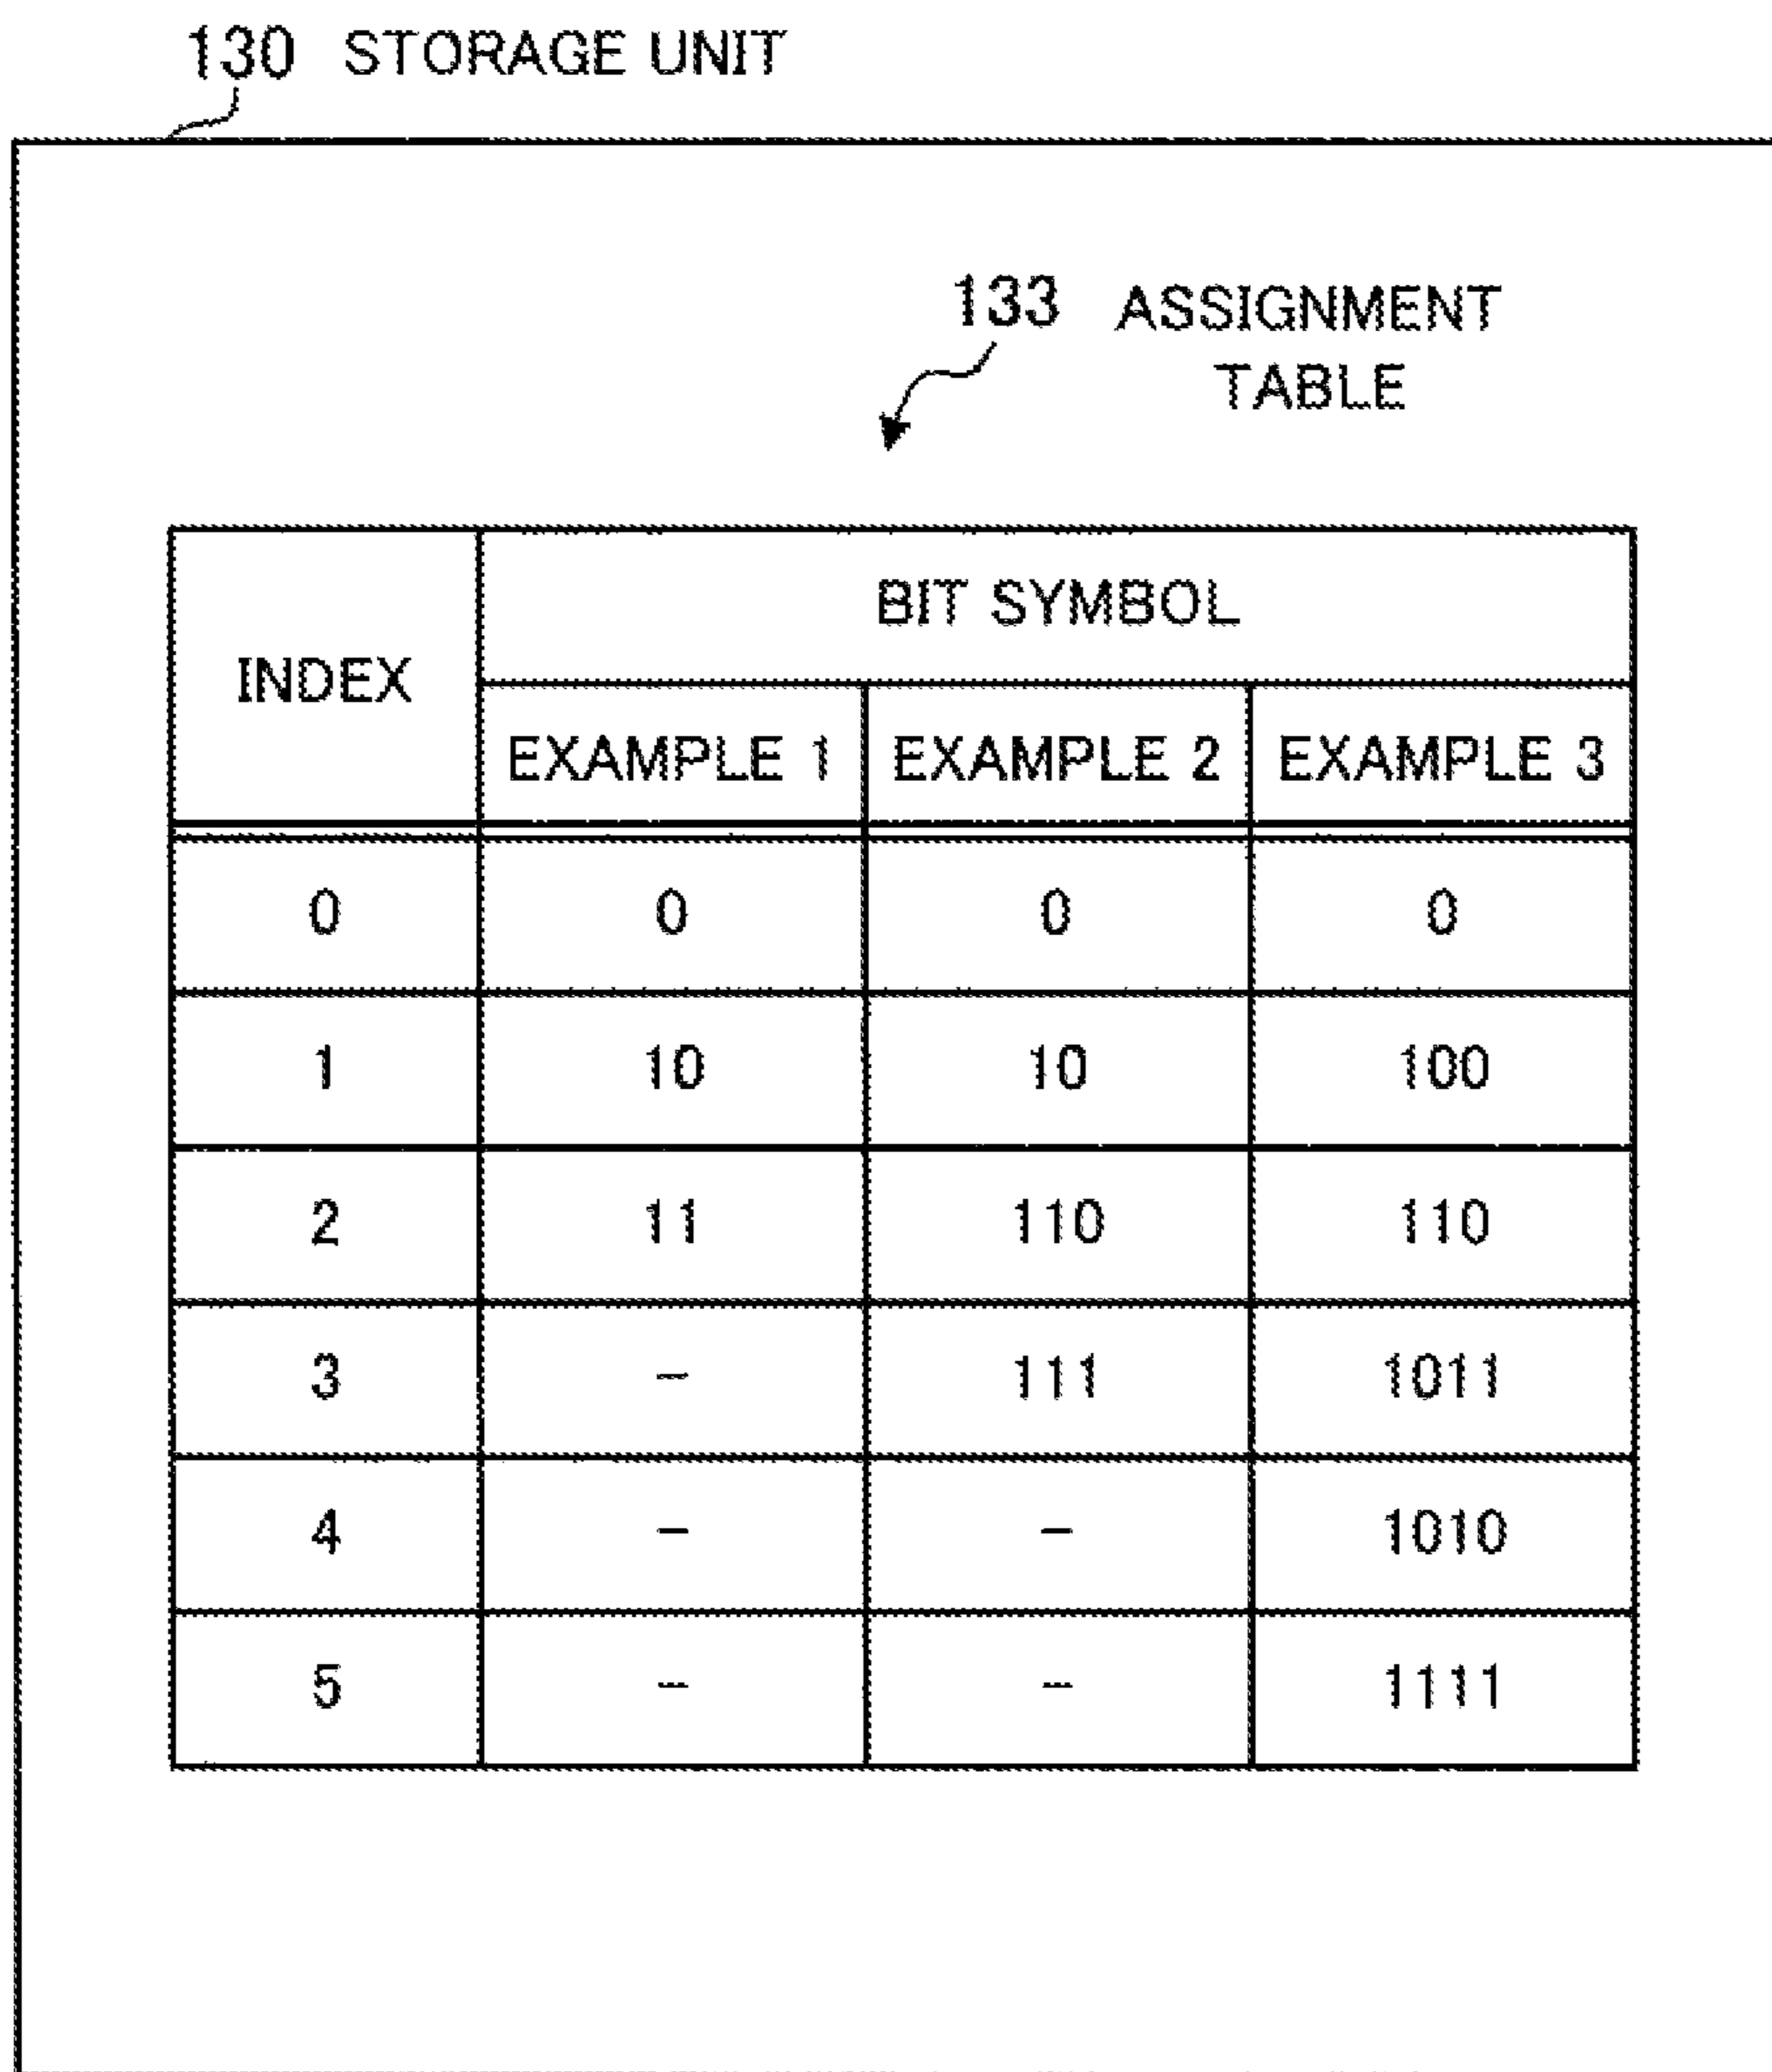 130 STORAGE UNIT
133 ASSIGNMENT
TABLE
INDEX
BIT SYMBOL
EXAMPLE 1 EXAMPLE 2 EXAMPLE 3
0 0 0 0
1 10 10 100
2 11 110 110
3 – 111 1011
4 – – 1010
5 – – 1111